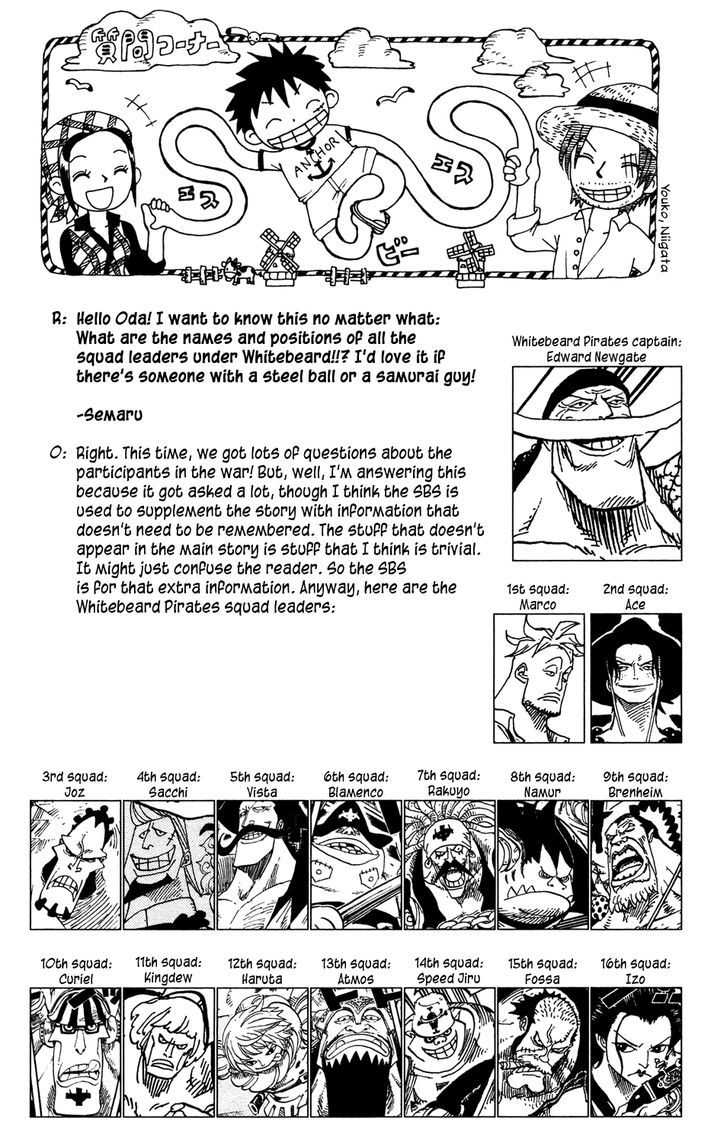 質問コーナー
ANCHOR
エス
エス
ビー
Youko, Niigata
R: Hello Oda! I want to know this no matter what:
What are the names and positions of all the
squad leaders under Whitebeard!!? I'd love it if
there's someone with a steel ball or a samurai guy!
-Semaru
O: Right. This time, we got lots of questions about the
participants in the war! But, well, I'm answering this
because it got asked a lot, though I think the SBS is
used to supplement the story with information that
doesn't need to be remembered. The stuff that doesn't
appear in the main story is stuff that I think is trivial.
It might just confuse the reader. So the SBS
is for that extra information. Anyway, here are the
Whitebeard Pirates squad leaders:
Whitebeard Pirates captain:
Edward Newgate
1st squad:
Marco
2nd squad:
Ace
3rd squad:
Joz
4th squad:
Sacchi
5th squad:
Vista
6th squad:
Blamenco
7th squad:
Rakuyo
8th squad:
Namur
9th squad:
Brenheim
10th squad:
Curiel
11th squad:
Kingdew
12th squad:
Haruta
13th squad:
Atmos
14th squad:
Speed Jiru
15th squad:
Fossa
16th squad:
Izo